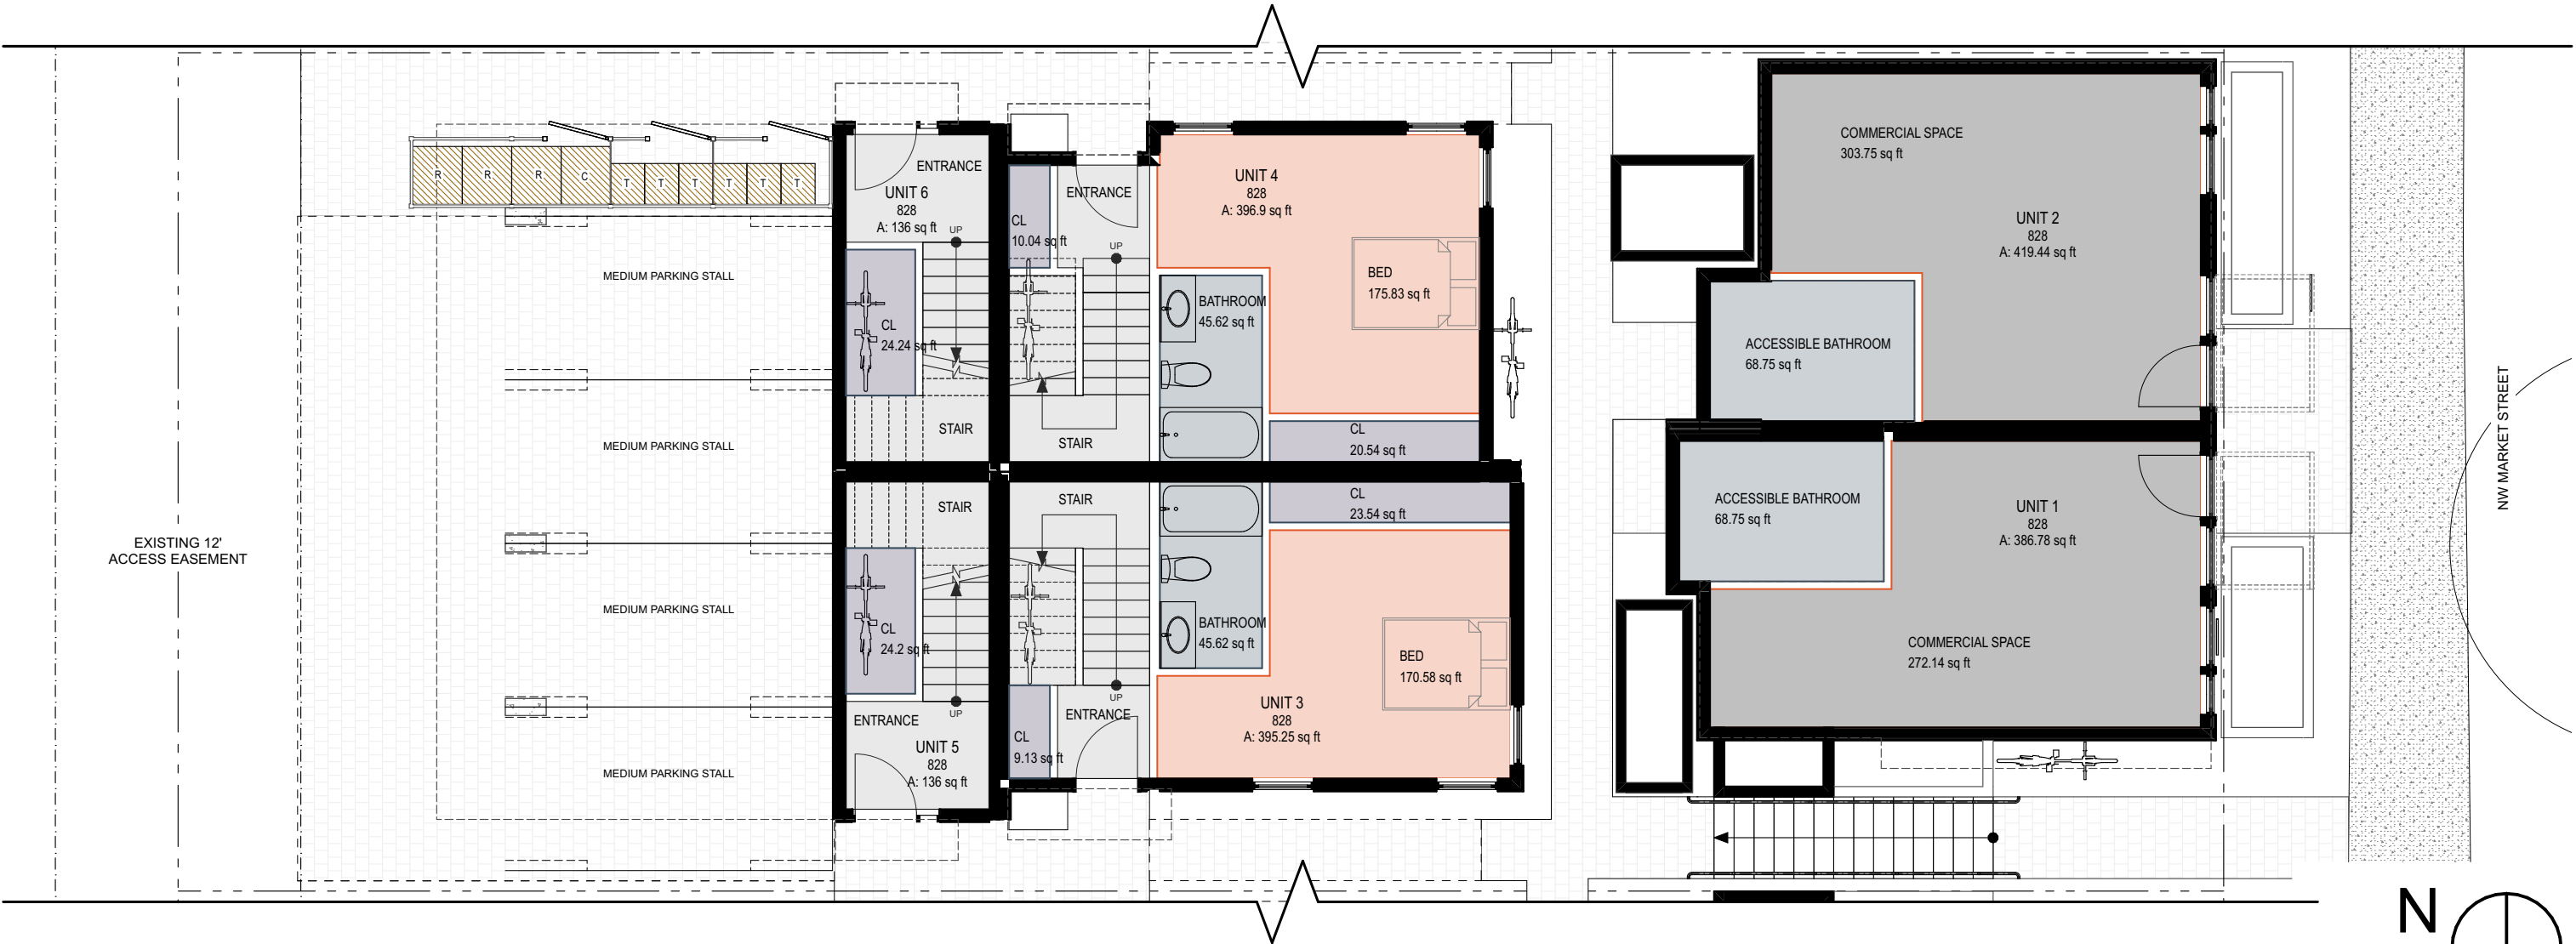 EXISTING 12'
ACCESS EASEMENT
R
R
R
C
T
T
T
T
T
T
MEDIUM PARKING STALL
MEDIUM PARKING STALL
MEDIUM PARKING STALL
MEDIUM PARKING STALL
ENTRANCE
UNIT 6
828
A: 136 sq ft
UP
CL
24.24 sq ft
STAIR
STAIR
CL
24.2 sq ft
UP
ENTRANCE
UNIT 5
828
A: 136 sq ft
ENTRANCE
CL
10.04 sq ft
UP
STAIR
UNIT 4
828
A: 396.9 sq ft
BED
175.83 sq ft
BATHROOM
45.62 sq ft
CL
20.54 sq ft
STAIR
CL
23.54 sq ft
BATHROOM
45.62 sq ft
BED
170.58 sq ft
UP
ENTRANCE
CL
9.13 sq ft
UNIT 3
828
A: 395.25 sq ft
COMMERCIAL SPACE
303.75 sq ft
UNIT 2
828
A: 419.44 sq ft
ACCESSIBLE BATHROOM
68.75 sq ft
ACCESSIBLE BATHROOM
68.75 sq ft
UNIT 1
828
A: 386.78 sq ft
COMMERCIAL SPACE
272.14 sq ft
NW MARKET STREET
N